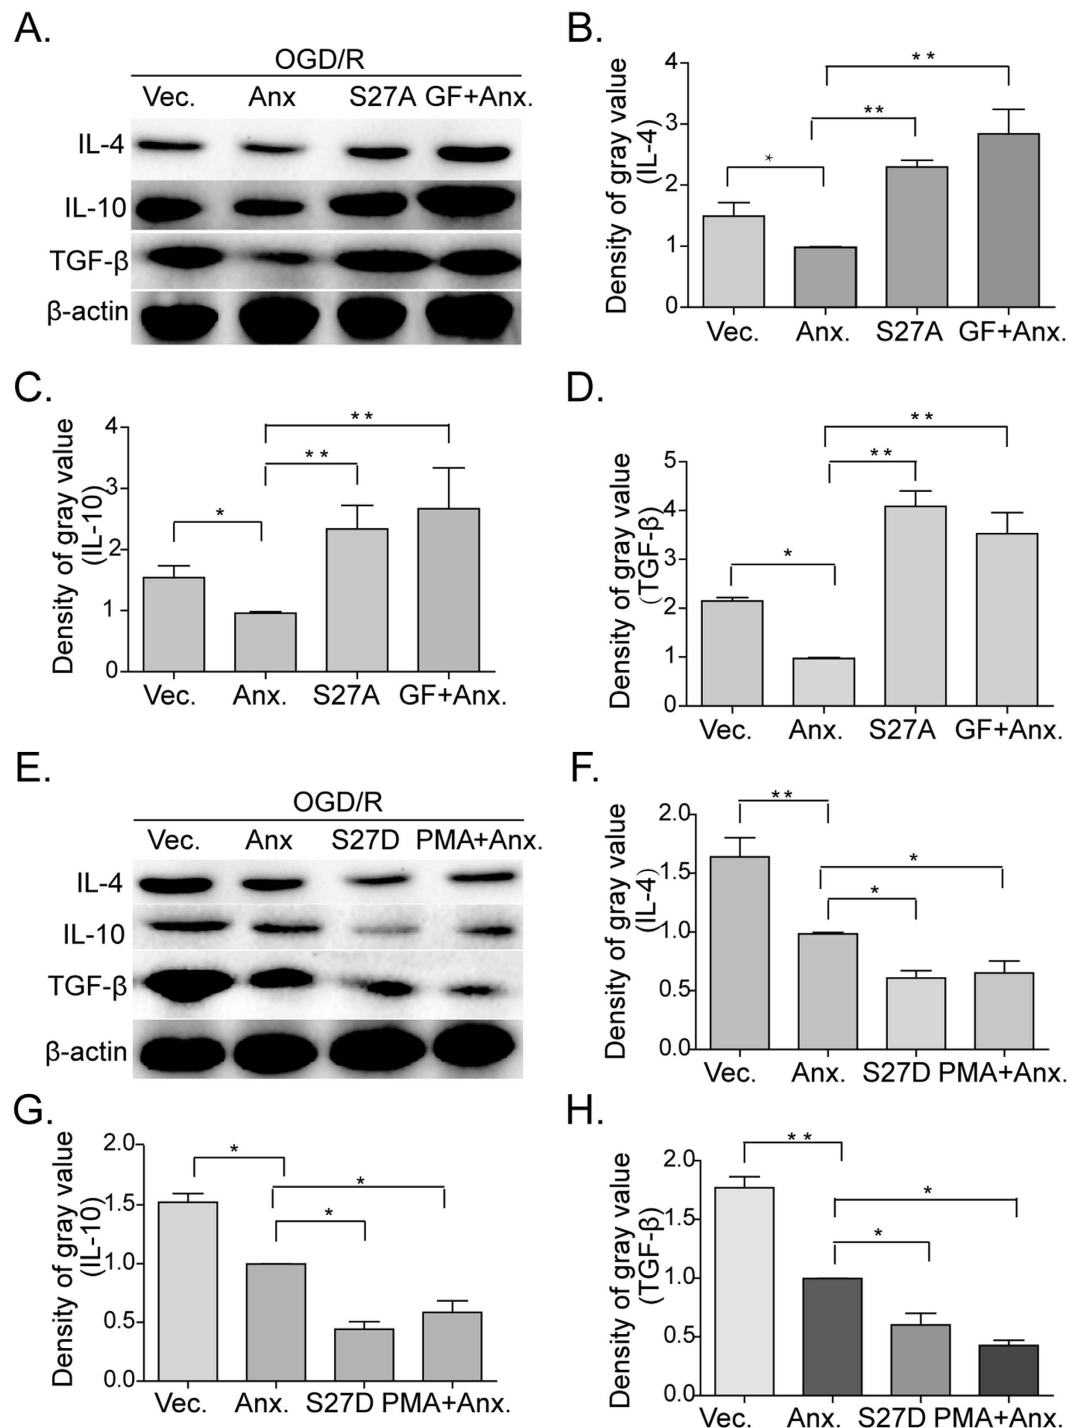 A.
OGD/R
Vec. Anx S27A GF+Anx.
IL-4
IL-10
TGF-β
β-actin
B.
Density of gray value
(IL-4)
4
3
2
1
0
* ** **
Vec. Anx. S27A GF+Anx.
C.
Density of gray value
(IL-10)
4
3
2
1
0
* ** **
Vec. Anx. S27A GF+Anx.
D.
Density of gray value
(TGF-β)
5
4
3
2
1
0
* ** **
Vec. Anx. S27A GF+Anx.
E.
OGD/R
Vec. Anx S27D PMA+Anx.
IL-4
IL-10
TGF-β
β-actin
F.
Density of gray value
(IL-4)
2.0
1.5
1.0
0.5
0.0
** * *
Vec. Anx. S27D PMA+Anx.
G.
Density of gray value
(IL-10)
2.0
1.5
1.0
0.5
0.0
* * *
Vec. Anx. S27D PMA+Anx.
H.
Density of gray value
(TGF-β)
2.0
1.5
1.0
0.5
0.0
** * *
Vec. Anx. S27D PMA+Anx.